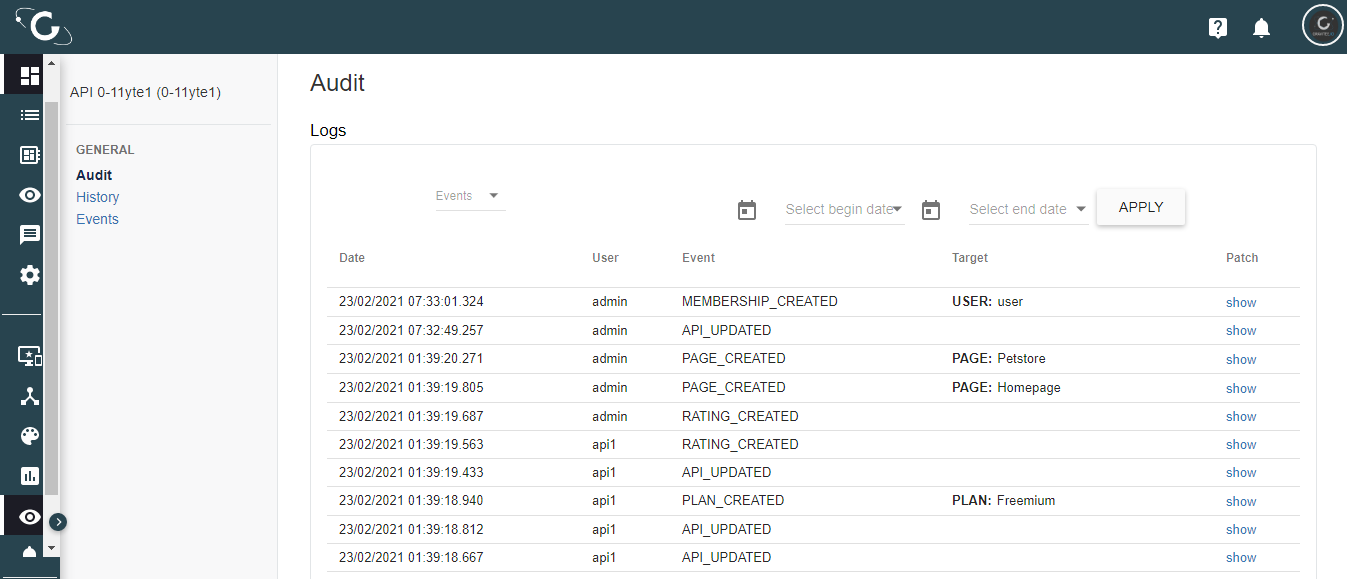 API 0-11yte1 (0-11yte1)
GENERAL
Audit
History
Events
Audit
Logs
Events
Select begin date
Select end date
APPLY
Date User Event Target Patch
23/02/2021 07:33:01.324 admin MEMBERSHIP_CREATED USER: user show
23/02/2021 07:32:49.257 admin API_UPDATED show
23/02/2021 01:39:20.271 admin PAGE_CREATED PAGE: Petstore show
23/02/2021 01:39:19.805 admin PAGE_CREATED PAGE: Homepage show
23/02/2021 01:39:19.687 admin RATING_CREATED show
23/02/2021 01:39:19.563 api1 RATING_CREATED show
23/02/2021 01:39:19.433 api1 API_UPDATED show
23/02/2021 01:39:18.940 api1 PLAN_CREATED PLAN: Freemium show
23/02/2021 01:39:18.812 api1 API_UPDATED show
23/02/2021 01:39:18.667 api1 API_UPDATED show